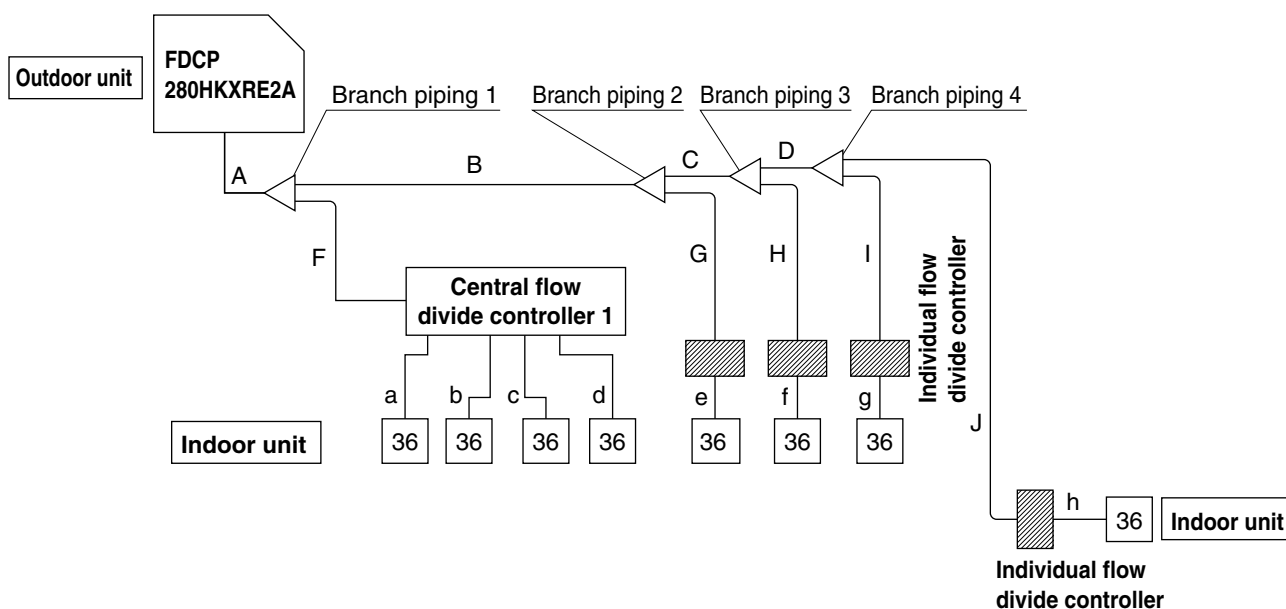 FDCP
280HKXRE2A
Outdoor unit
Branch piping 1
Branch piping 2
Branch piping 3
Branch piping 4
A
B
C
D
F
G
H
I
J
Central flow
divide controller 1
Individual flow
divide controller
a
b
c
d
e
f
g
Indoor unit
36
36
36
36
36
36
36
h
36
Indoor unit
Individual flow
divide controller